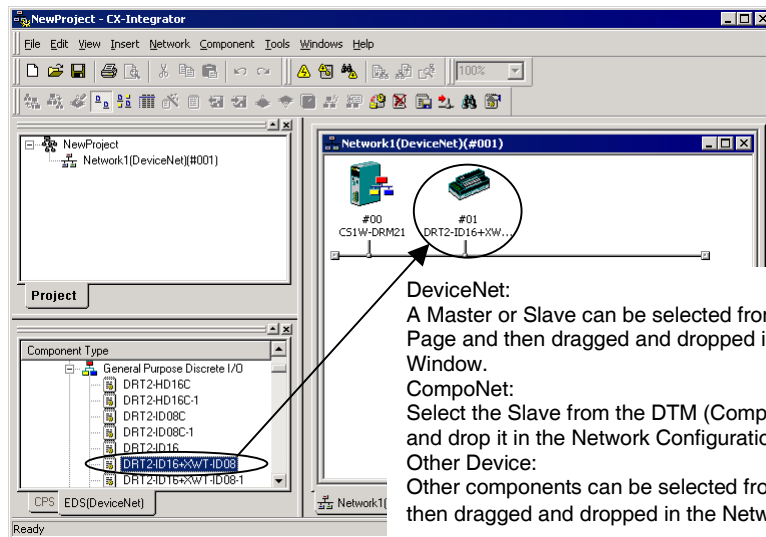 NewProject - CX-Integrator
File Edit View Insert Network Component Tools Windows Help
100%
NewProject
Network1(DeviceNet)(#001)
Project
Network1(DeviceNet)(#001)
#00
CS1W-DRM21
#01
DRT2-ID16+XW...
Component Type
General Purpose Discrete I/O
DRT2-HD16C
DRT2-HD16C-1
DRT2-ID08C
DRT2-ID08C-1
DRT2-ID16
DRT2-ID16+XWT-ID08
DRT2-ID16+XWT-ID08-1
CPS EDS(DeviceNet)
Network1(
Ready
DeviceNet:
A Master or Slave can be selected from
Page and then dragged and dropped i
Window.
CompoNet:
Select the Slave from the DTM (Comp
and drop it in the Network Configuratio
Other Device:
Other components can be selected fro
then dragged and dropped in the Netw